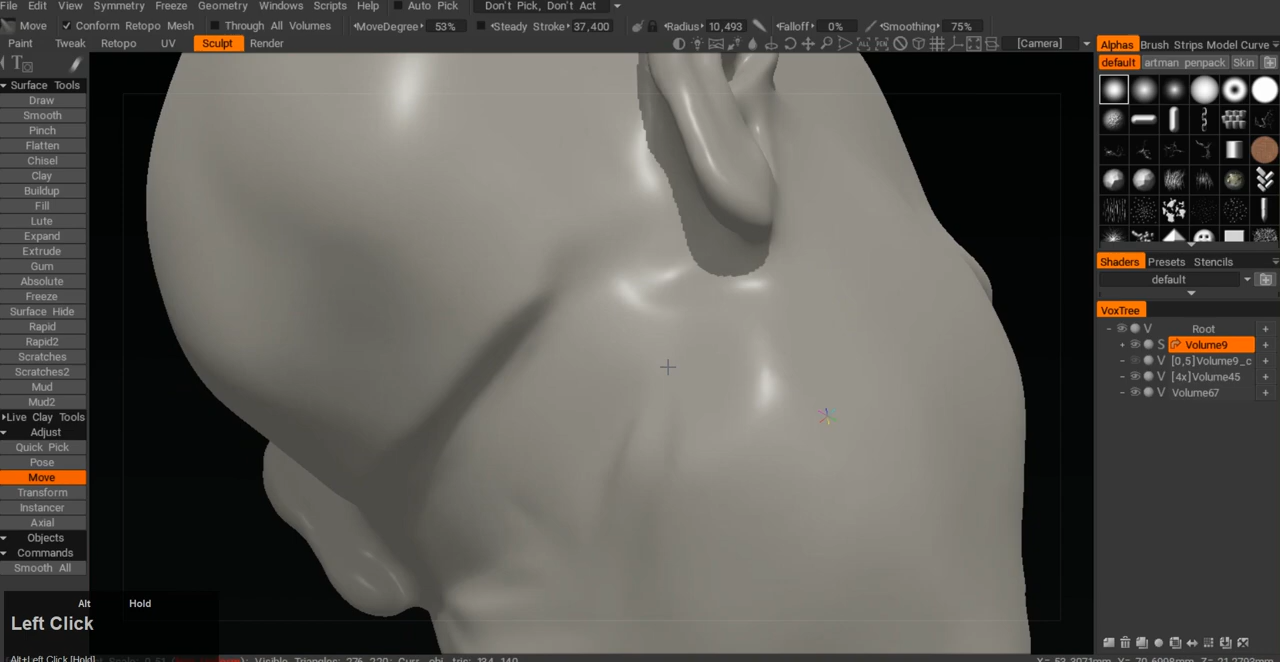 File Edit View Symmetry Freeze Geometry Windows Scripts Help Auto Pick Don't Pick, Don't Act
Move Conform Retopo Mesh Through All Volumes MoveDegree 53% Steady Stroke 37,400 Radius 10,493 Falloff 0% Smoothing 75%
Paint Tweak Retopo UV Sculpt Render [Camera]
Alphas Brush Strips Model Curve
default artman penpack Skin
Surface Tools
Draw
Smooth
Pinch
Flatten
Chisel
Clay
Buildup
Fill
Lute
Expand
Extrude
Gum
Absolute
Freeze
Surface Hide
Rapid
Rapid2
Scratches
Scratches2
Mud
Mud2
Live Clay Tools
Adjust
Quick Pick
Pose
Move
Transform
Instancer
Axial
Objects
Commands
Smooth All
Shaders Presets Stencils
default
VoxTree
V Root
S Volume9
V [0,5]Volume9_c
V [4x]Volume45
V Volume67
Alt Hold
Left Click
Alt+Left Click [Hold]